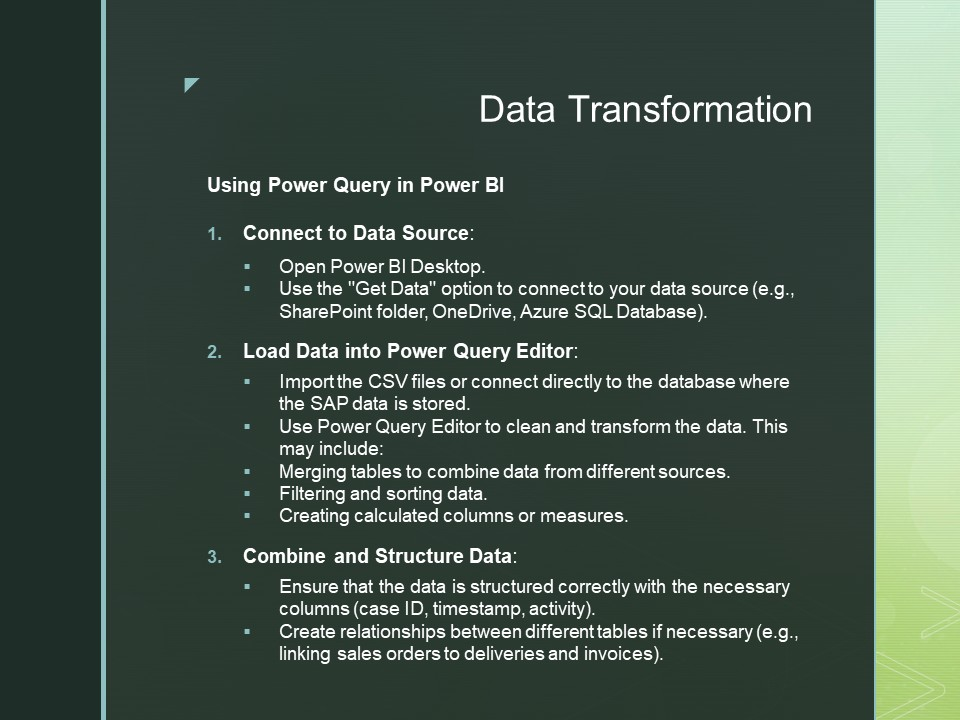 Data Transformation
Using Power Query in Power BI
1. Connect to Data Source:
▪ Open Power BI Desktop.
▪ Use the "Get Data" option to connect to your data source (e.g.,
SharePoint folder, OneDrive, Azure SQL Database).
2. Load Data into Power Query Editor:
▪ Import the CSV files or connect directly to the database where
the SAP data is stored.
▪ Use Power Query Editor to clean and transform the data. This
may include:
▪ Merging tables to combine data from different sources.
▪ Filtering and sorting data.
▪ Creating calculated columns or measures.
3. Combine and Structure Data:
▪ Ensure that the data is structured correctly with the necessary
columns (case ID, timestamp, activity).
▪ Create relationships between different tables if necessary (e.g.,
linking sales orders to deliveries and invoices).